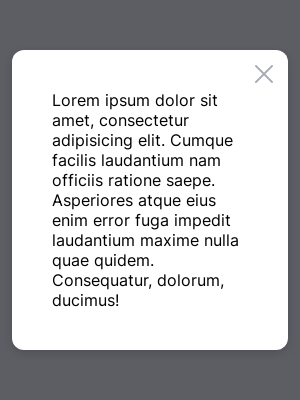 Lorem ipsum dolor sit
amet, consectetur
adipisicing elit. Cumque
facilis laudantium nam
officiis ratione saepe.
Asperiores atque eius
enim error fuga impedit
laudantium maxime nulla
quae quidem.
Consequatur, dolorum,
ducimus!